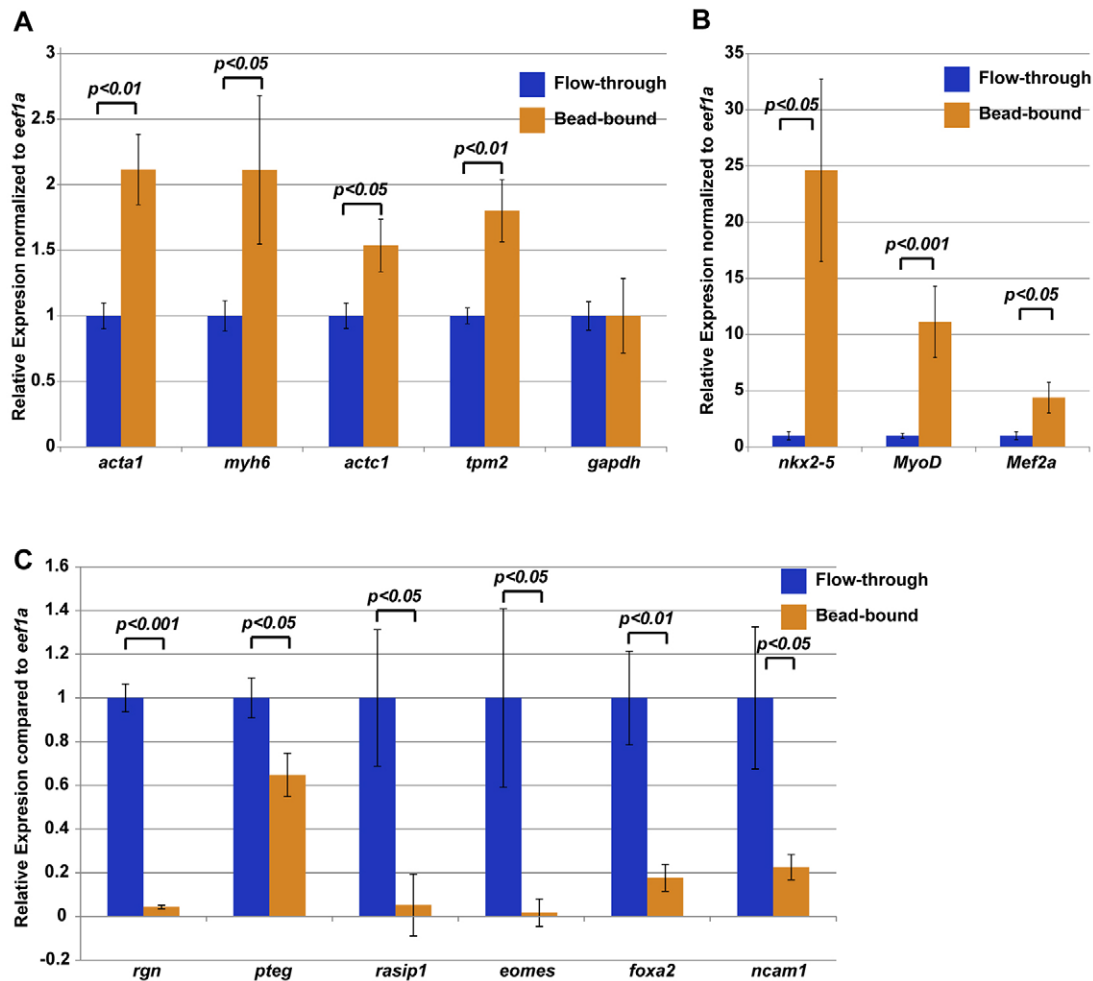 A
Relative Expression normalized to eef1a
3
2.5
2
1.5
1
0.5
0
p<0.01
p<0.05
p<0.05
p<0.01
Flow-through
Bead-bound
acta1
myh6
actc1
tpm2
gapdh
B
Relative Expression normalized to eef1a
35
30
25
20
15
10
5
0
p<0.05
p<0.001
p<0.05
Flow-through
Bead-bound
nkx2-5
MyoD
Mef2a
C
Relative Expression compared to eef1a
1.6
1.4
1.2
1
0.8
0.6
0.4
0.2
0
-0.2
p<0.001
p<0.05
p<0.05
p<0.05
p<0.01
p<0.05
Flow-through
Bead-bound
rgn
pteg
rasip1
eomes
foxa2
ncam1